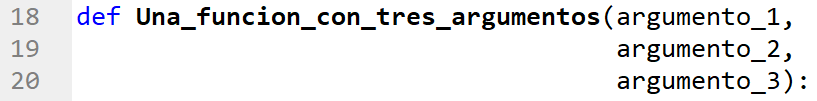 18 def Una_funcion_con_tres_argumentos(argumento_1,
19 argumento_2,
20 argumento_3):